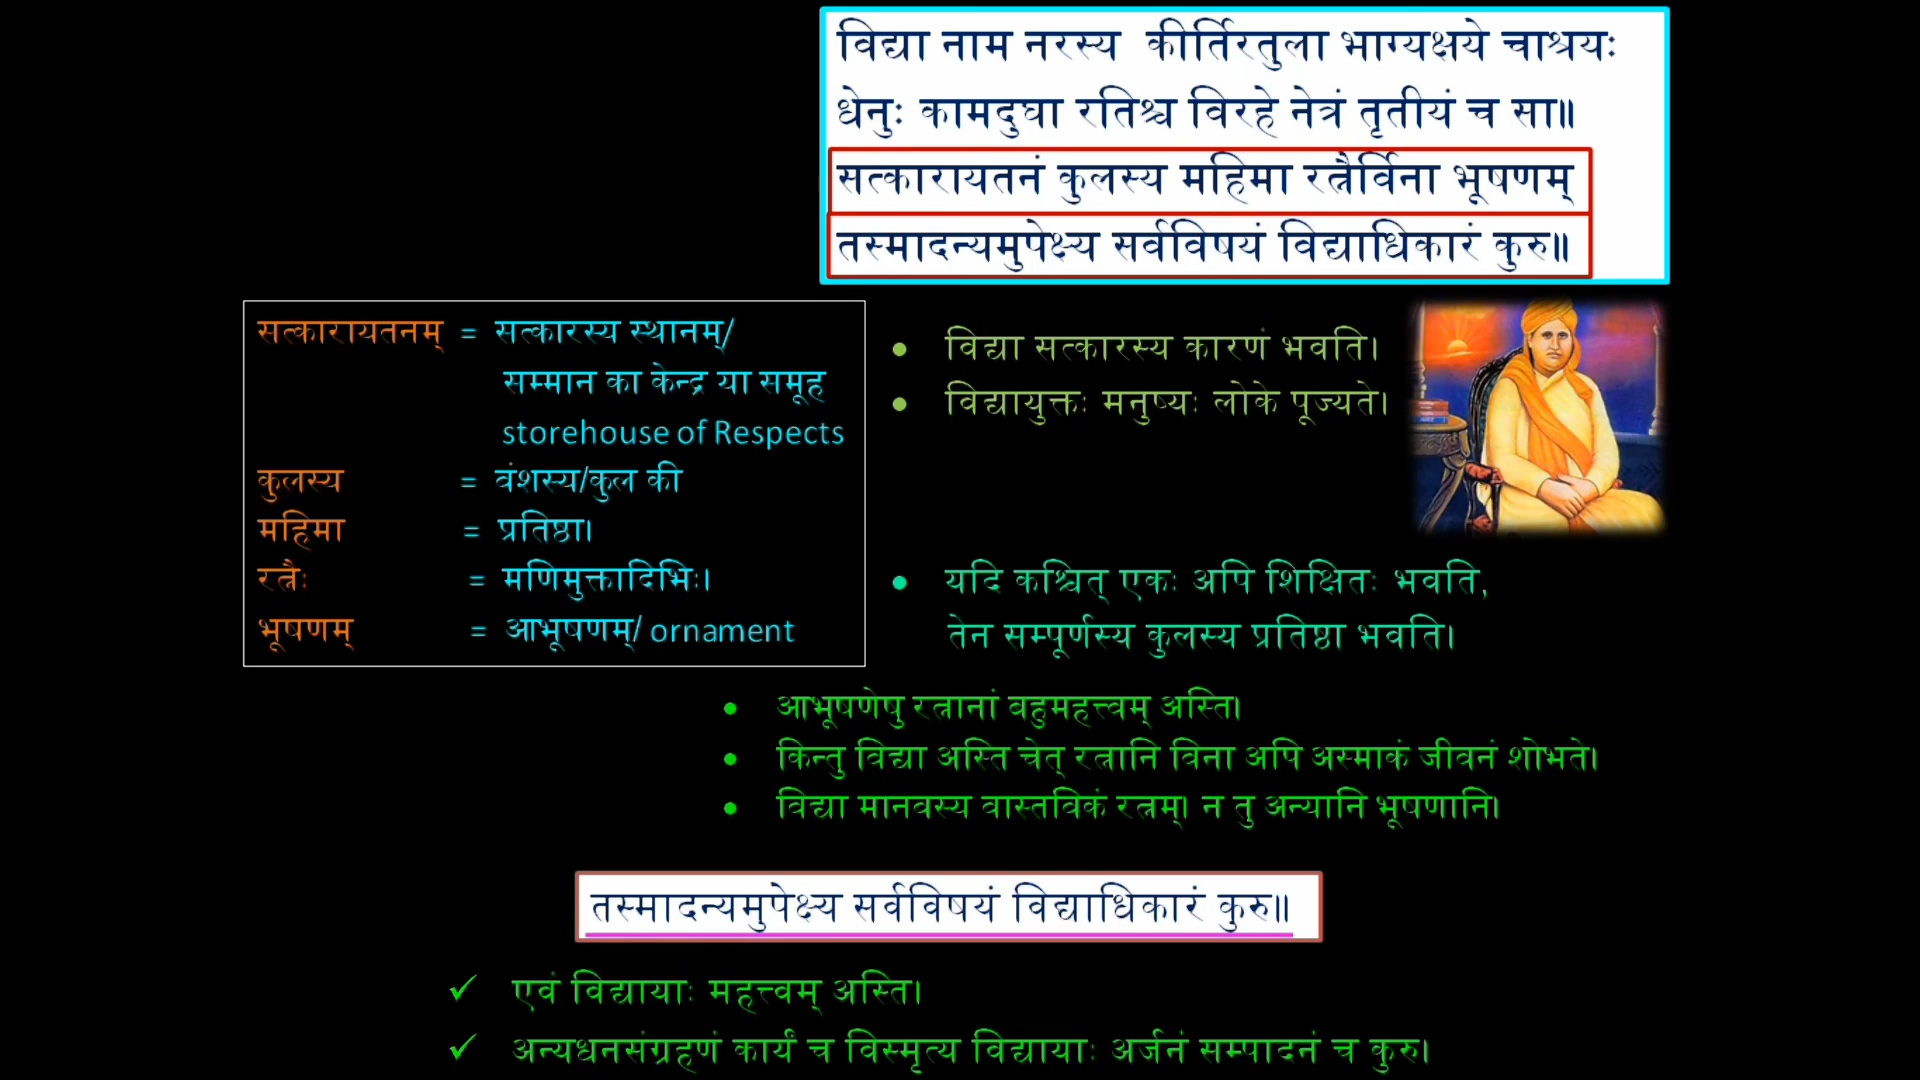 विद्या नाम नरस्य कीर्तिरतुला भाग्यक्षये चाश्रयः
धेनुः कामदुघा रतिश्च विरहे नेत्रं तृतीयं च सा॥
सत्कारायतनं कुलस्य महिमा रत्नैर्विना भूषणम्
तस्मादन्यमुपेक्ष्य सर्वविषयं विद्याधिकारं कुरु॥
सत्कारायतनम् = सत्कारस्य स्थानम्/
सम्मान का केन्द्र या समूह
storehouse of Respects
कुलस्य = वंशस्य/कुल की
महिमा = प्रतिष्ठा।
रत्नैः = मणिमुक्तादिभिः।
भूषणम् = आभूषणम्/ ornament
• विद्या सत्कारस्य कारणं भवति।
• विद्यायुक्तः मनुष्यः लोके पूज्यते।
• यदि कश्चित् एकः अपि शिक्षितः भवति,
तेन सम्पूर्णस्य कुलस्य प्रतिष्ठा भवति।
• आभूषणेषु रत्नानां बहुमहत्त्वम् अस्ति।
• किन्तु विद्या अस्ति चेत् रत्नानि विना अपि अस्माकं जीवनं शोभते।
• विद्या मानवस्य वास्तविकं रत्नम्। न तु अन्यानि भूषणानि।
तस्मादन्यमुपेक्ष्य सर्वविषयं विद्याधिकारं कुरु॥
✓ एवं विद्यायाः महत्त्वम् अस्ति।
✓ अन्यधनसंग्रहणं कार्यं च विस्मृत्य विद्यायाः अर्जनं सम्पादनं च कुरु।